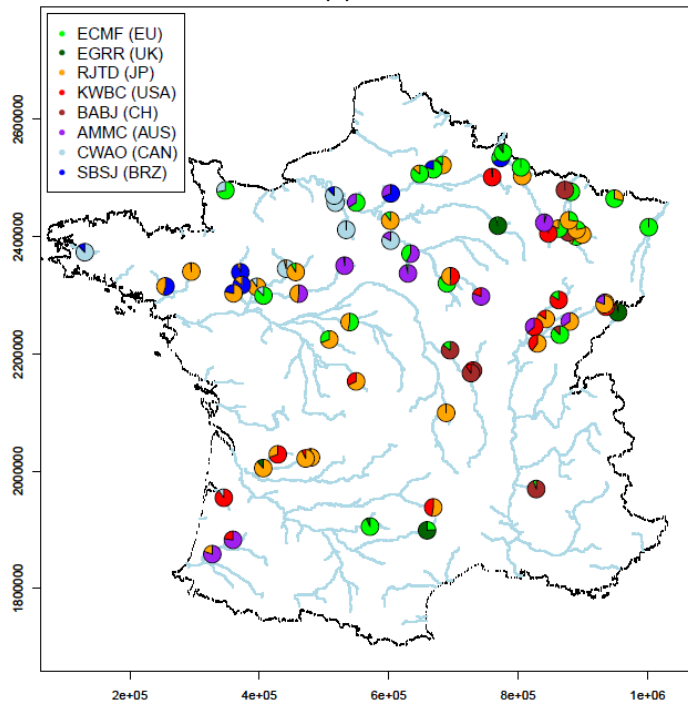 ECMF (EU)
EGRR (UK)
RJTD (JP)
KWBC (USA)
BABJ (CH)
AMMC (AUS)
CWAO (CAN)
SBSJ (BRZ)
2800000
2600000
2400000
2200000
2000000
1800000
2e+05 4e+05 6e+05 8e+05 1e+06